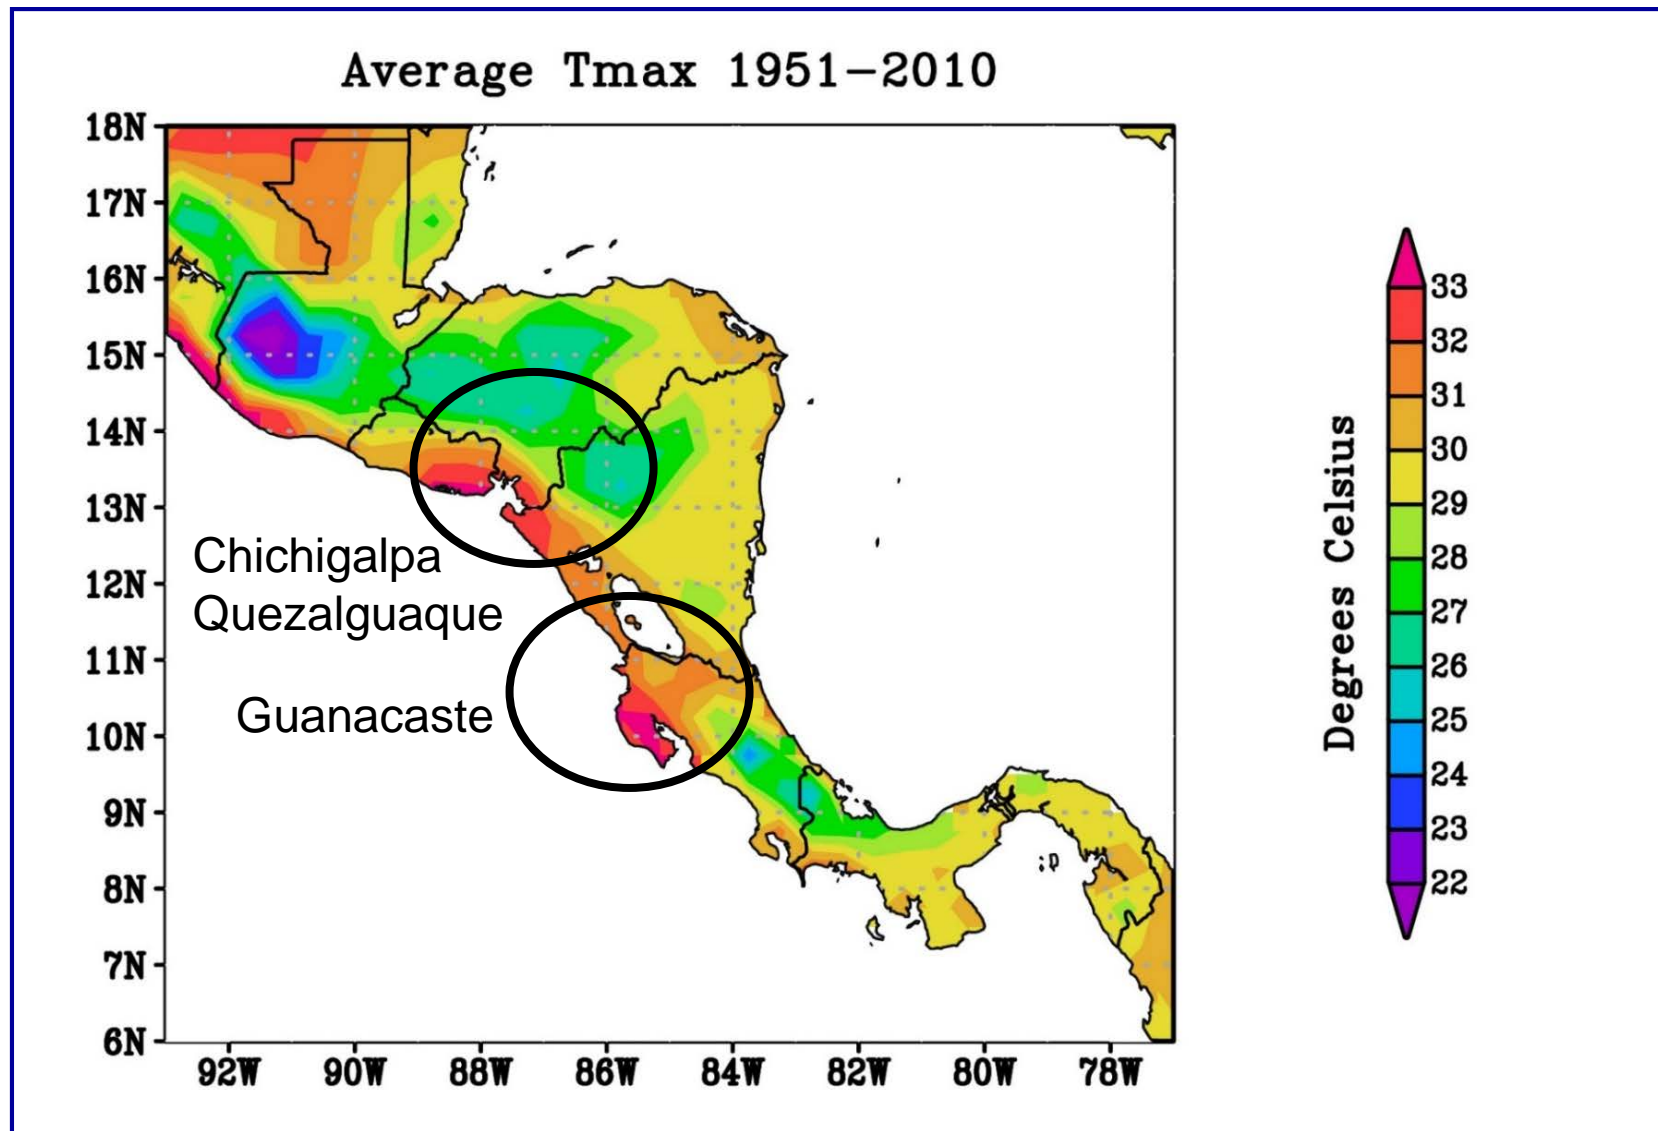 Average Tmax 1951-2010
18N
17N
16N
15N
14N
13N
12N
11N
10N
9N
8N
7N
6N
92W 90W 88W 86W 84W 82W 80W 78W
Chichigalpa
Quezalguaque
Guanacaste
33
32
31
30
29
28
27
26
25
24
23
22
Degrees Celsius